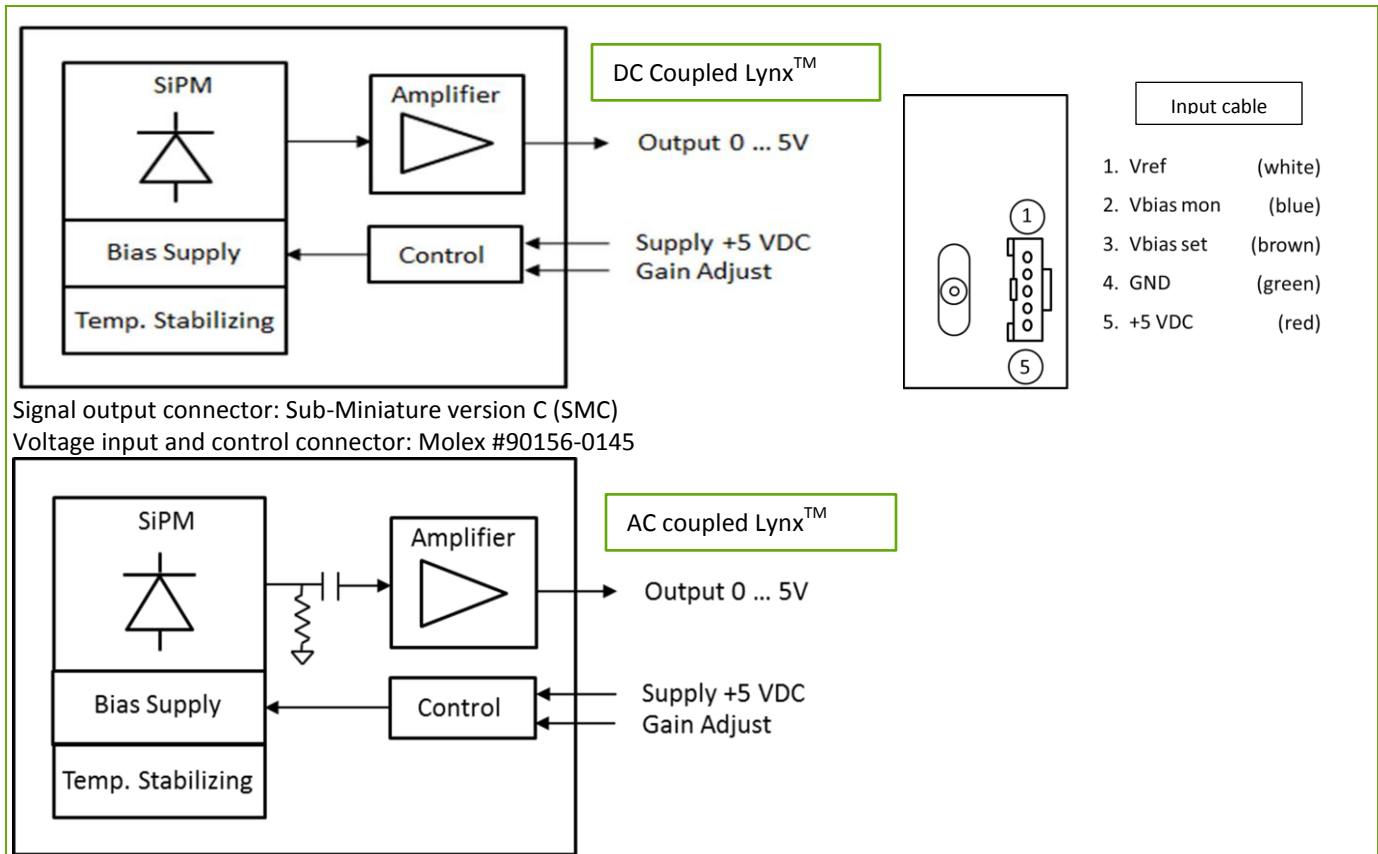 SiPM
Amplifier
DC Coupled Lynx™
Output 0 ... 5V
Bias Supply
Control
Supply +5 VDC
Gain Adjust
Temp. Stabilizing
Input cable
1
5
1. Vref (white)
2. Vbias mon (blue)
3. Vbias set (brown)
4. GND (green)
5. +5 VDC (red)
Signal output connector: Sub-Miniature version C (SMC)
Voltage input and control connector: Molex #90156-0145
SiPM
Amplifier
AC coupled Lynx™
Output 0 ... 5V
Bias Supply
Control
Supply +5 VDC
Gain Adjust
Temp. Stabilizing